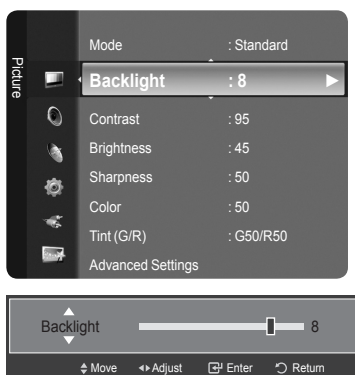 Picture
Mode : Standard
Backlight : 8
Contrast : 95
Brightness : 45
Sharpness : 50
Color : 50
Tint (G/R) : G50/R50
Advanced Settings
Backlight 8
Move Adjust Enter Return